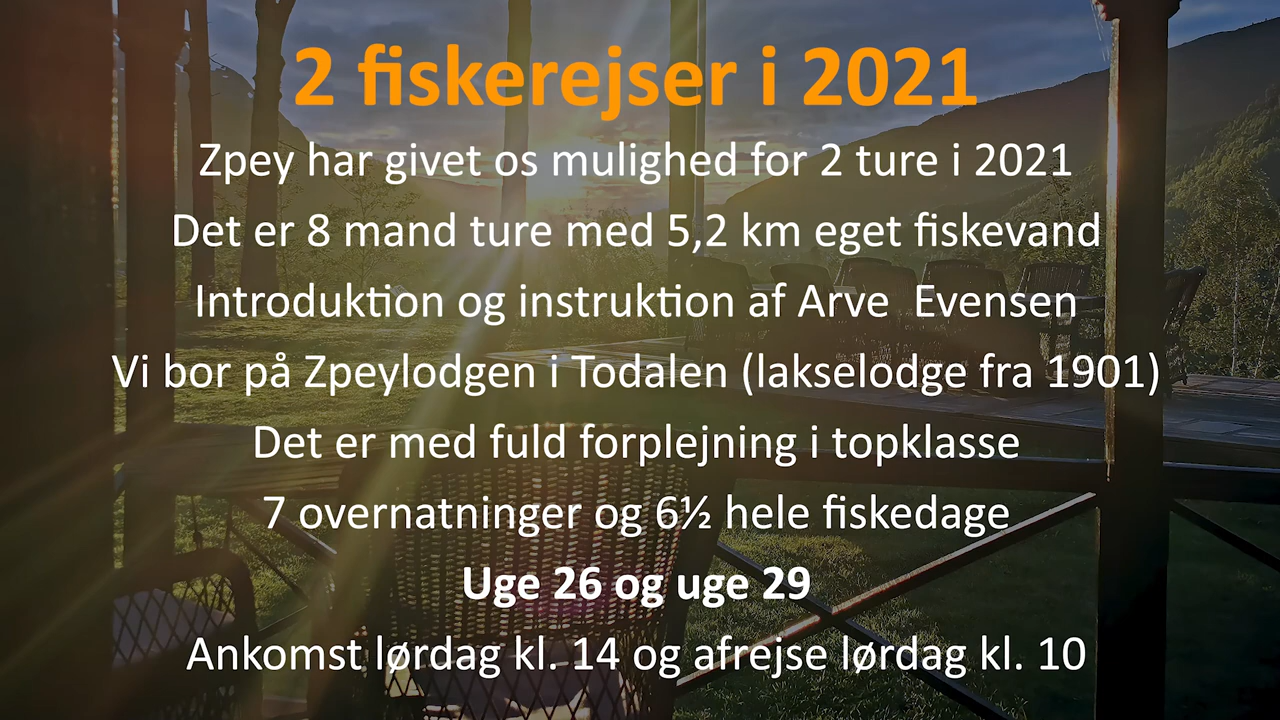 2 fiskerejser i 2021
Zpey har givet os mulighed for 2 ture i 2021
Det er 8 mand ture med 5,2 km eget fiskevand
Introduktion og instruktion af Arve  Evensen
Vi bor på Zpeylodgen i Todalen (lakselodge fra 1901)
Det er med fuld forplejning i topklasse
7 overnatninger og 6½ hele fiskedage
Uge 26 og uge 29
Ankomst lørdag kl. 14 og afrejse lørdag kl. 10